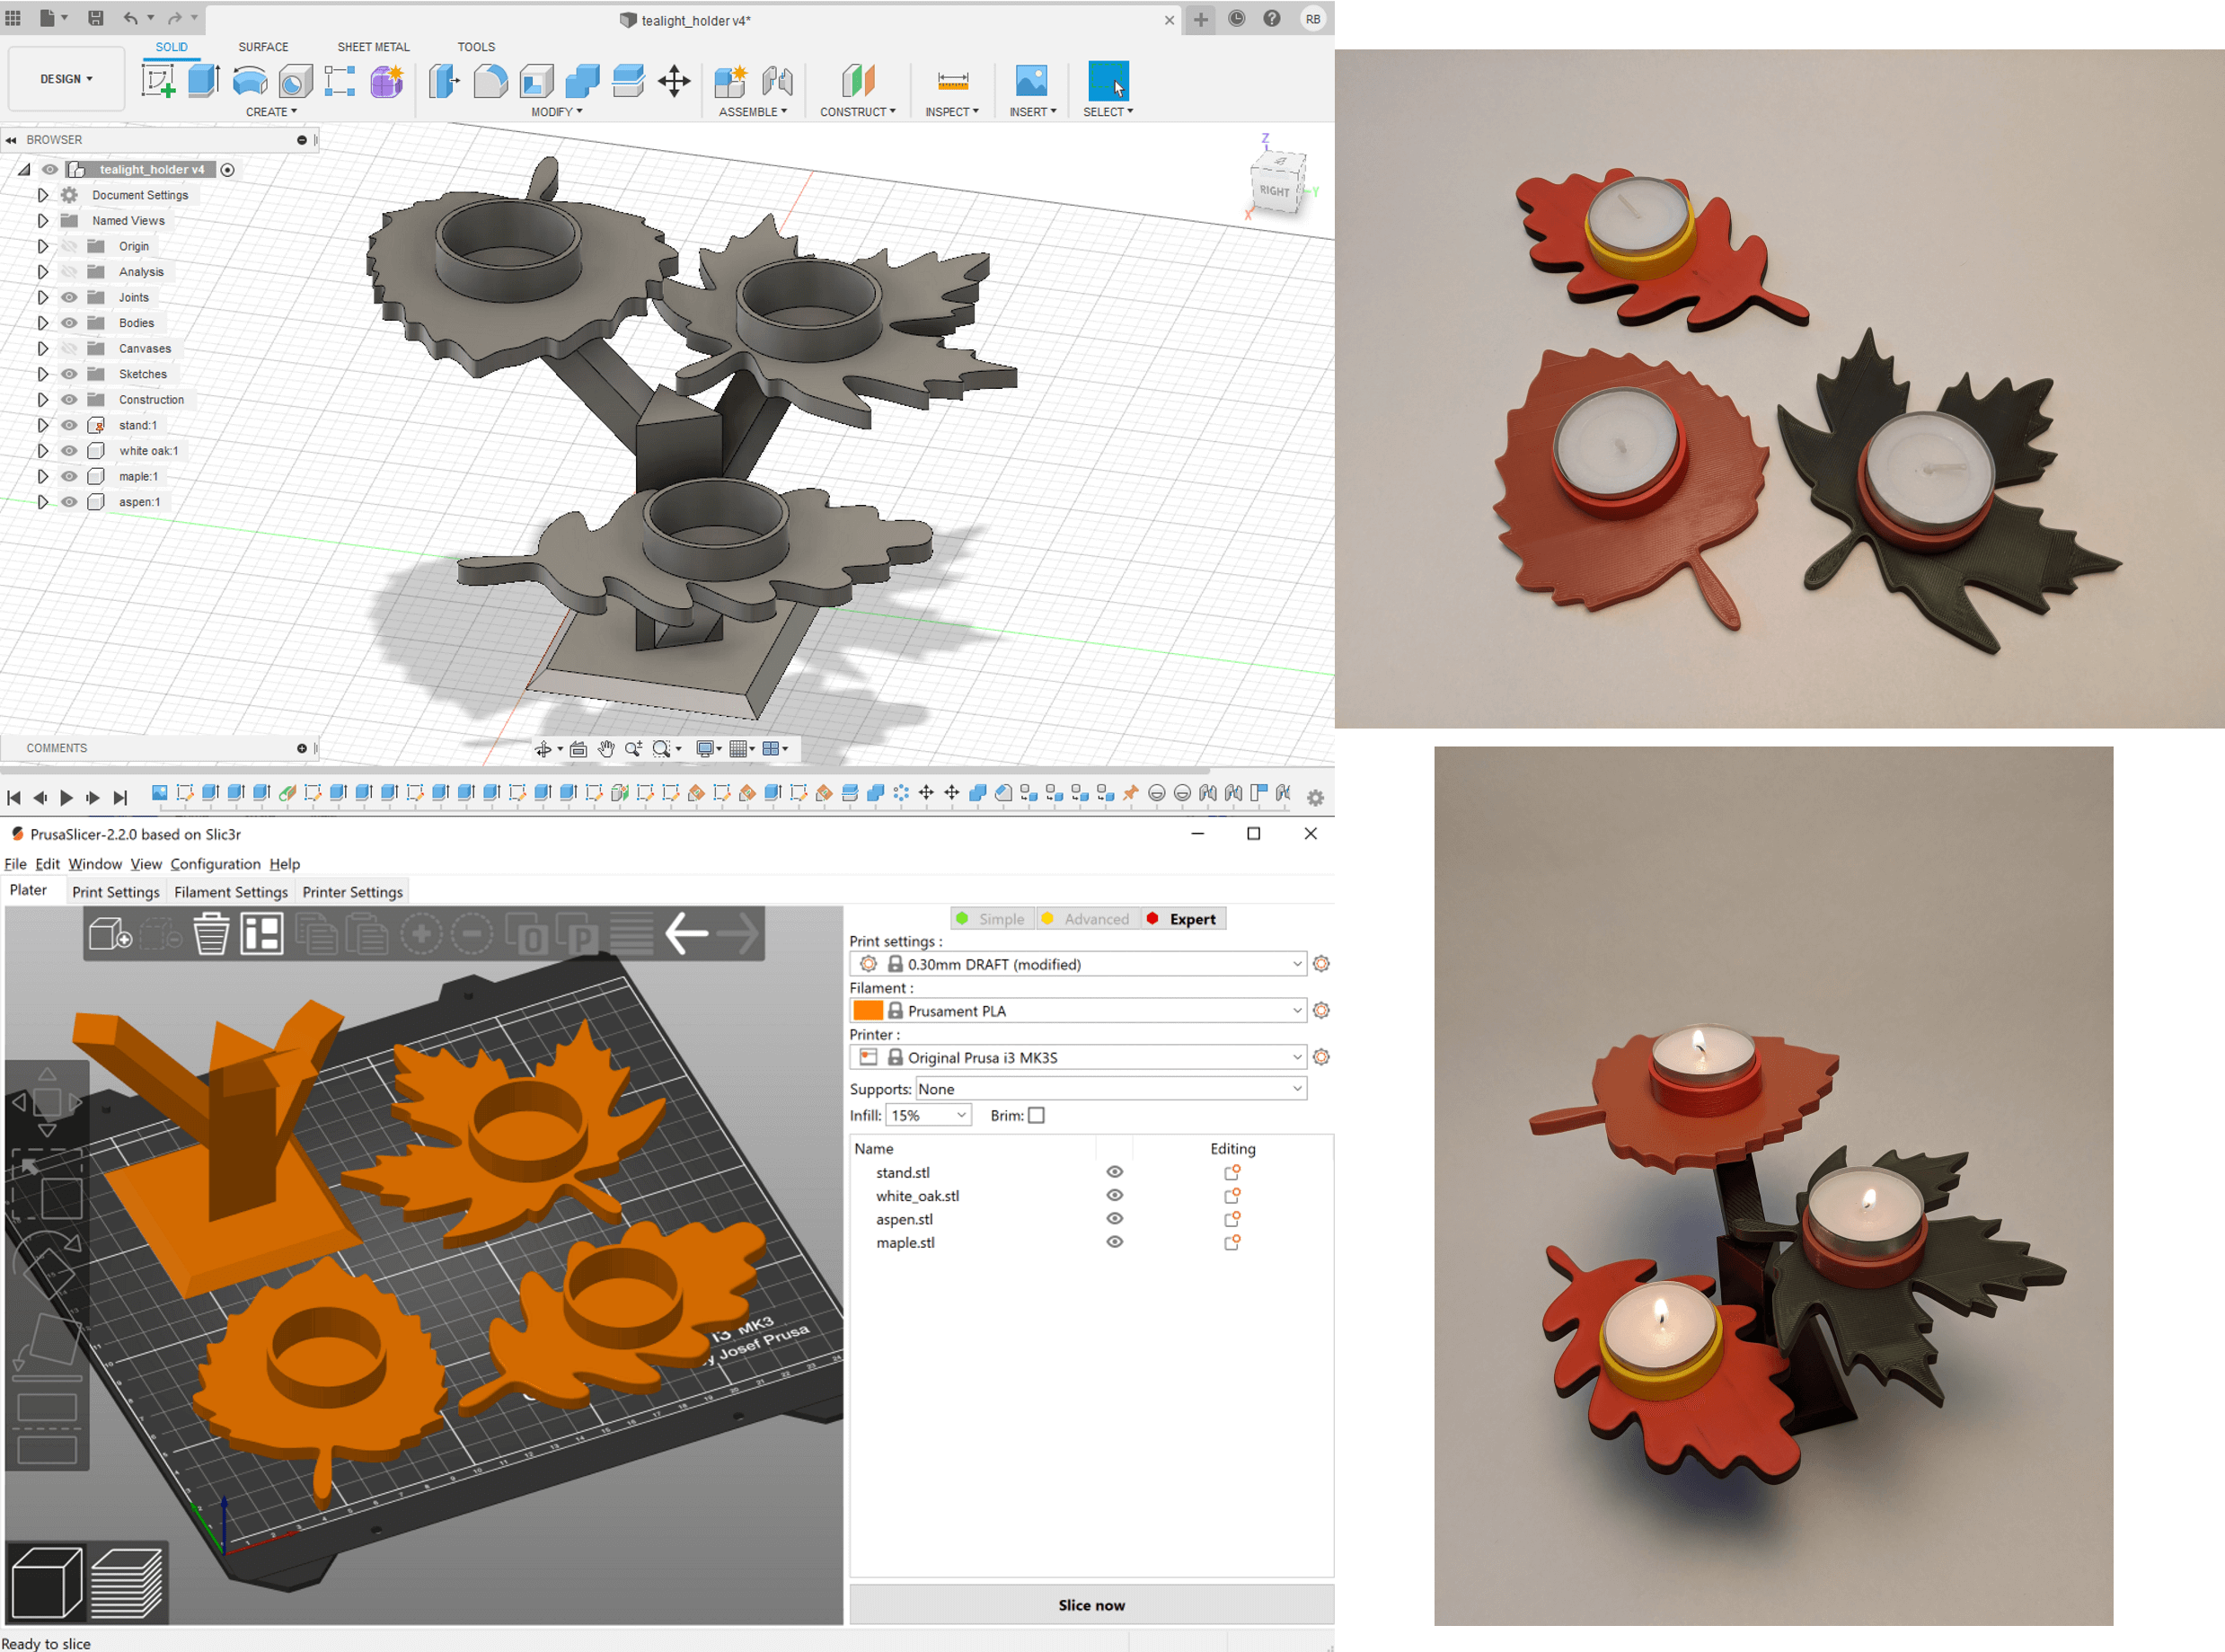 tealight_holder v4*
RB
SOLID
SURFACE
SHEET METAL
TOOLS
DESIGN
CREATE
MODIFY
ASSEMBLE
CONSTRUCT
INSPECT
INSERT
SELECT
BROWSER
tealight_holder v4
Document Settings
Named Views
Origin
Analysis
Joints
Bodies
Canvases
Sketches
Construction
stand:1
white oak:1
maple:1
aspen:1
Z
RIGHT
Y
X
COMMENTS
PrusaSlicer-2.2.0 based on Slic3r
File Edit Window View Configuration Help
Plater Print Settings Filament Settings Printer Settings
Simple Advanced Expert
Print settings :
0.30mm DRAFT (modified)
Filament :
Prusament PLA
Printer :
Original Prusa i3 MK3S
Supports: None
Infill: 15% Brim:
Name Editing
stand.stl
white_oak.stl
aspen.stl
maple.stl
i3 MK3
y Josef Prusa
Slice now
Ready to slice